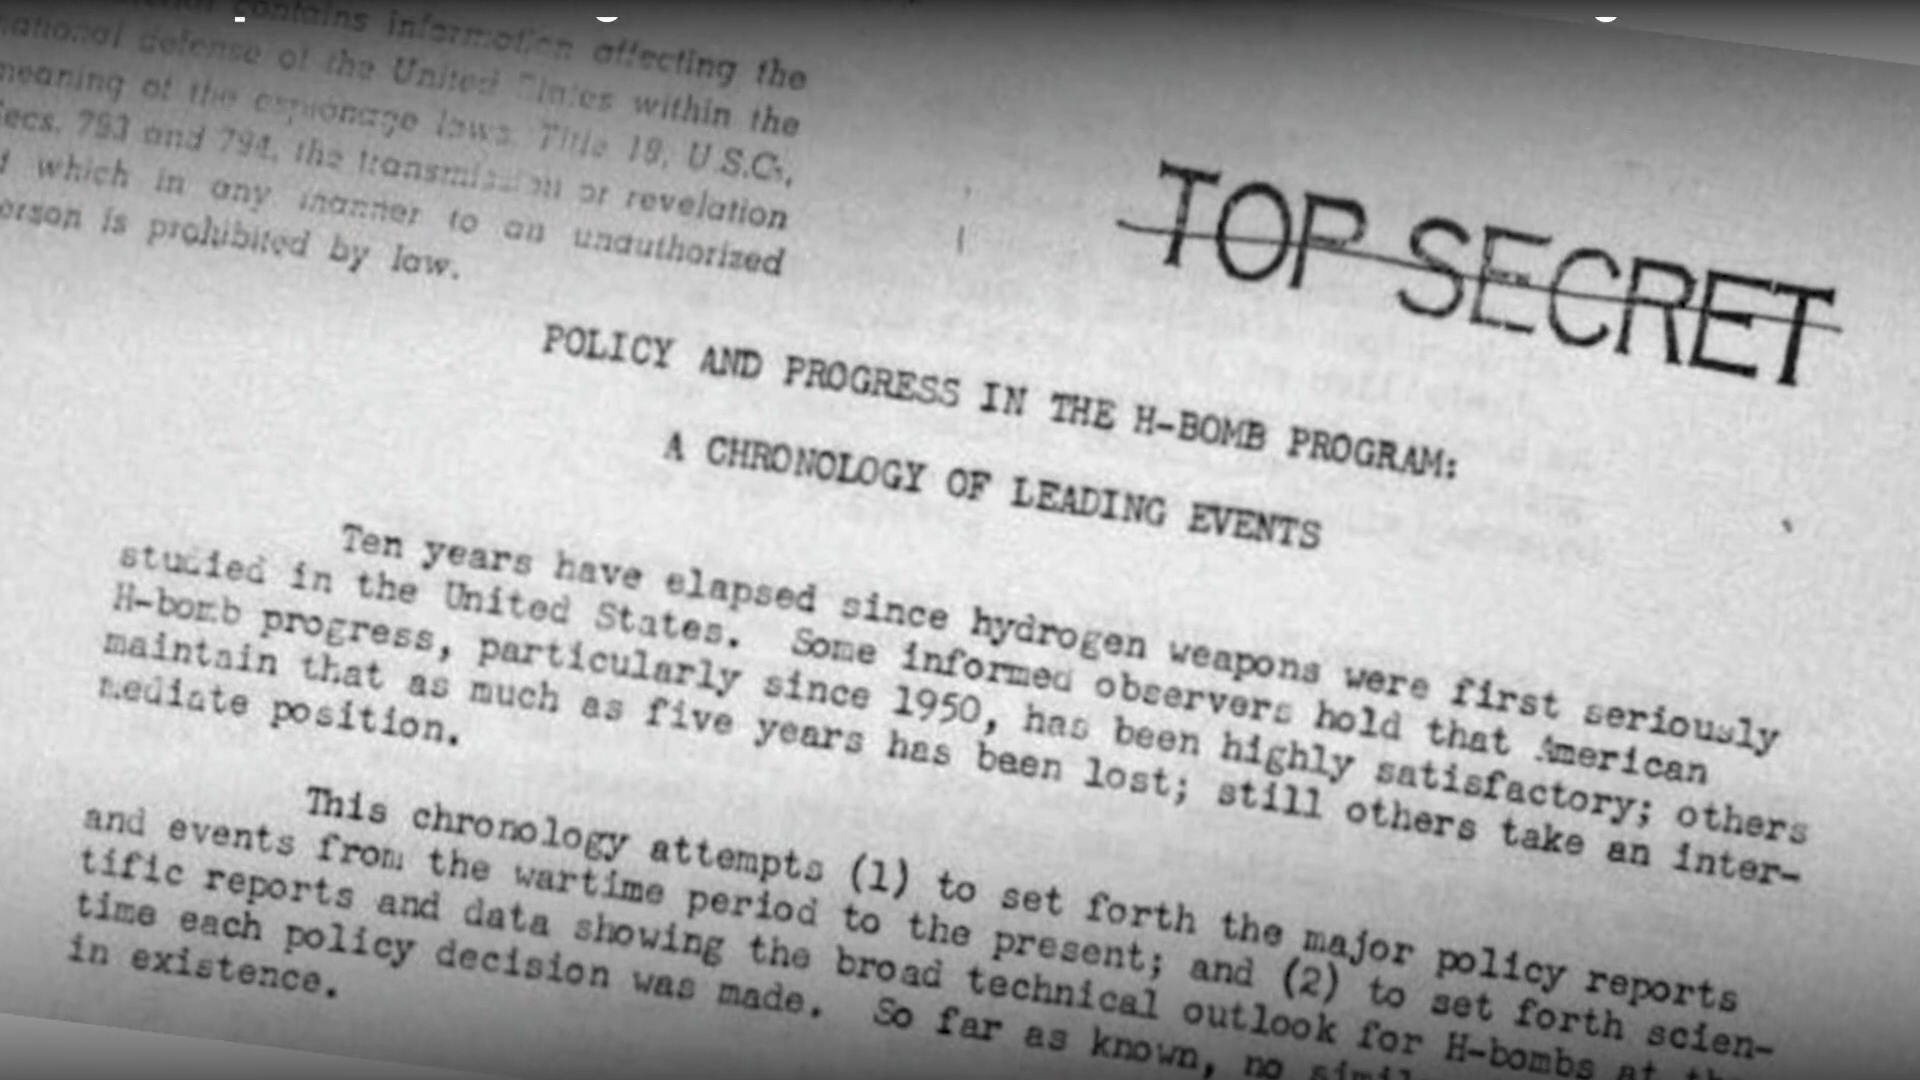 contains information affecting the
national defense of the United States within the
meaning of the espionage laws, Title 18, U.S.C.,
Secs. 793 and 794, the transmission or revelation
which in any manner to an unauthorized
person is prohibited by law.
TOP SECRET
POLICY AND PROGRESS IN THE H-BOMB PROGRAM:
A CHRONOLOGY OF LEADING EVENTS
Ten years have elapsed since hydrogen weapons were first seriously
studied in the United States. Some informed observers hold that American
H-bomb progress, particularly since 1950, has been highly satisfactory; others
maintain that as much as five years has been lost; still others take an inter-
mediate position.
This chronology attempts (1) to set forth the major policy reports
and events from the wartime period to the present; and (2) to set forth scien-
tific reports and data showing the broad technical outlook for H-bombs at
time each policy decision was made. So far as known, no
in existence.